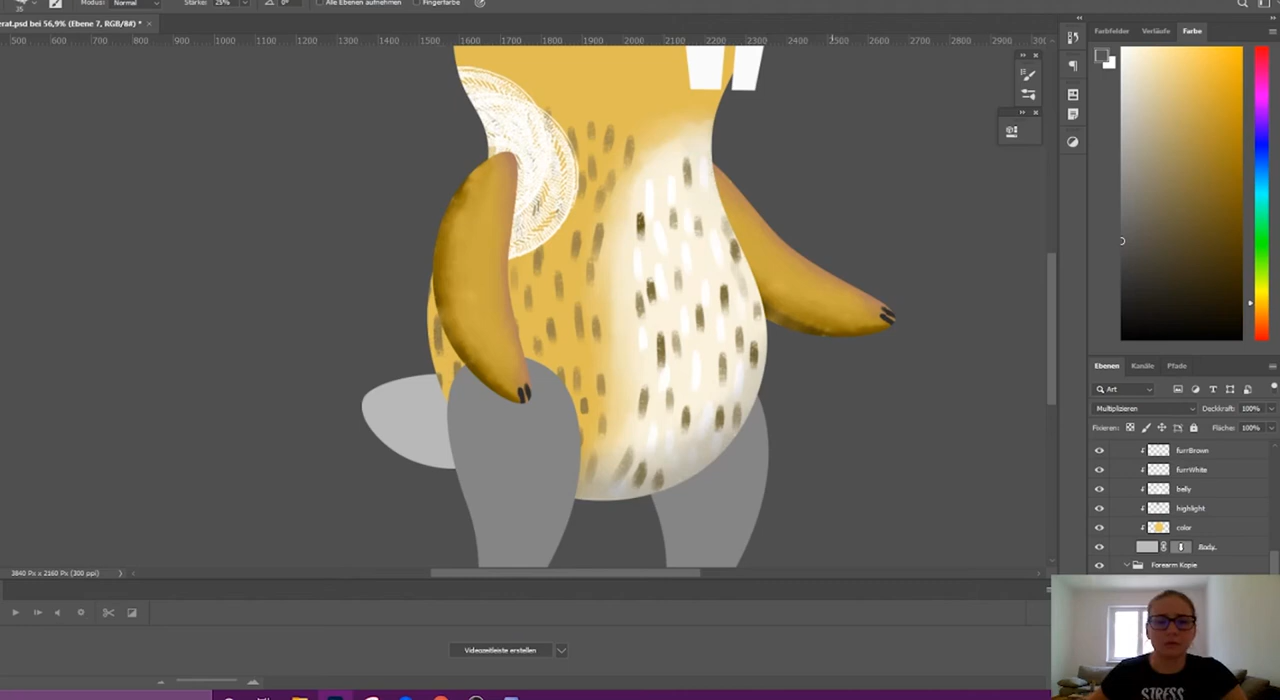 25 Modus: Normal Stärke: 25% 0° Alle Ebenen aufnehmen Fingerfarbe
erat.psd bei 56,9% (Ebene 7, RGB/8#) * ×
500 600 700 800 900 1000 1100 1200 1300 1400 1500 1600 1700 1800 1900 2000 2100 2200 2300 2400 2500 2600 2700 2800 2900
Farbfelder Verläufe Farbe
Ebenen Kanäle Pfade
Art
Multiplizieren Deckkraft: 100%
Fixieren: Fläche: 100%
furrBrown
furrWhite
belly
highlight
color
Body.
Forearm Kopie
3840 Px x 2160 Px (300 ppi)
Videozeitleiste erstellen
STRESS